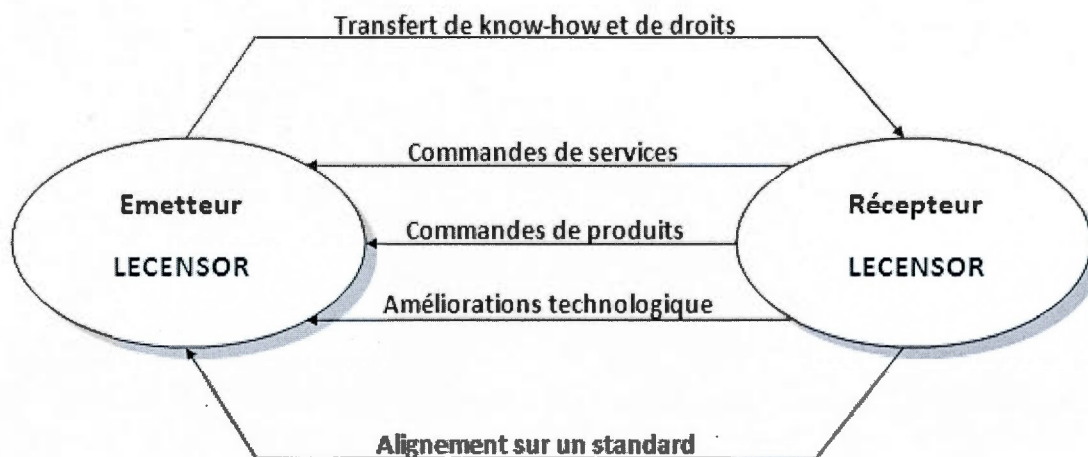 Transfert de know-how et de droits
Commandes de services
Emetteur
LECENSOR
Commandes de produits
Récepteur
LECENSOR
Améliorations technologique
Alignement sur un standard